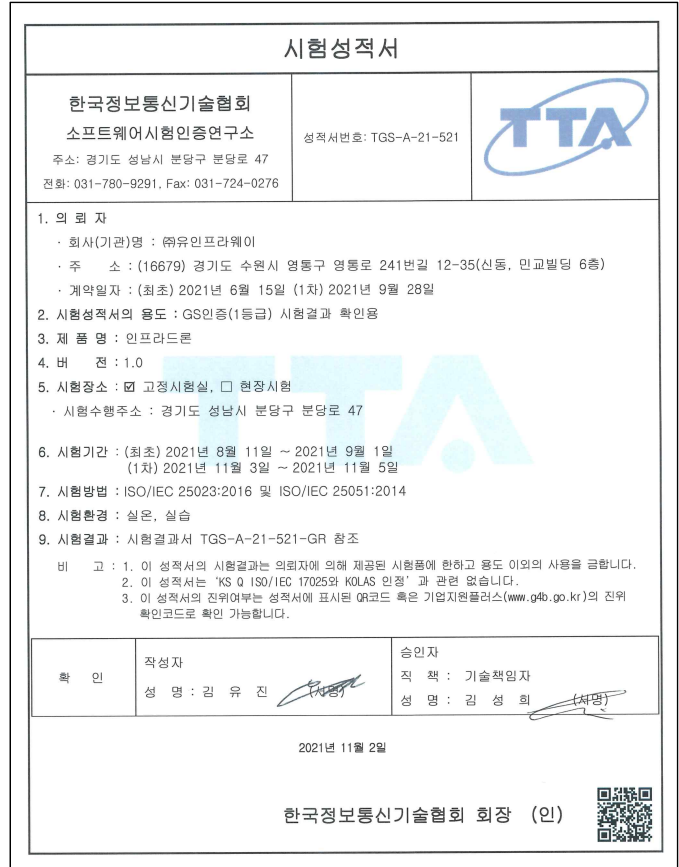 시험성적서
한국정보통신기술협회
소프트웨어시험인증연구소
주소: 경기도 성남시 분당구 분당로 47
전화: 031-780-9291, Fax: 031-724-0276
성적서번호: TGS-A-21-521
TTA
1. 의 뢰 자
· 회사(기관)명 : ㈜유인프라웨이
· 주 소 : (16679) 경기도 수원시 영통구 영통로 241번길 12-35(신동, 민교빌딩 6층)
· 계약일자 : (최초) 2021년 6월 15일 (1차) 2021년 9월 28일
2. 시험성적서의 용도 : GS인증(1등급) 시험결과 확인용
3. 제 품 명 : 인프라드론
4. 버 전 : 1.0
5. 시험장소 : ☑ 고정시험실, ☐ 현장시험
· 시험수행주소 : 경기도 성남시 분당구 분당로 47
6. 시험기간 : (최초) 2021년 8월 11일 ~ 2021년 9월 1일
(1차) 2021년 11월 3일 ~ 2021년 11월 5일
7. 시험방법 : ISO/IEC 25023:2016 및 ISO/IEC 25051:2014
8. 시험환경 : 실온, 실습
9. 시험결과 : 시험결과서 TGS-A-21-521-GR 참조
비 고 : 1. 이 성적서의 시험결과는 의뢰자에 의해 제공된 시험품에 한하고 용도 이외의 사용을 금합니다.
2. 이 성적서는 'KS Q ISO/IEC 17025와 KOLAS 인정'과 관련 없습니다.
3. 이 성적서의 진위여부는 성적서에 표시된 QR코드 혹은 기업지원플러스(www.g4b.go.kr)의 진위
확인코드로 확인 가능합니다.
확 인
작성자
성 명 : 김 유 진 (서명)
승인자
직 책 : 기술책임자
성 명 : 김 성 희 (서명)
2021년 11월 2일
한국정보통신기술협회 회장 (인)
TTA